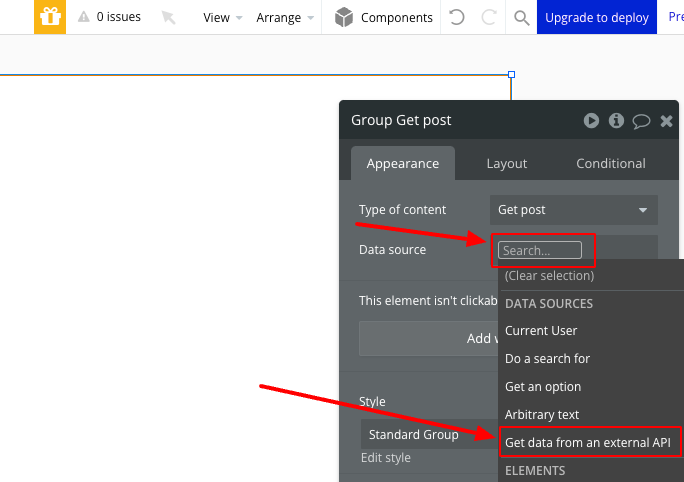 0 issues View Arrange Components Upgrade to deploy Pre
Group Get post
Appearance Layout Conditional
Type of content Get post
Data source Search...
(Clear selection)
DATA SOURCES
This element isn't clickab
Current User
Add w
Do a search for
Get an option
Style
Arbitrary text
Standard Group
Get data from an external API
Edit style
ELEMENTS